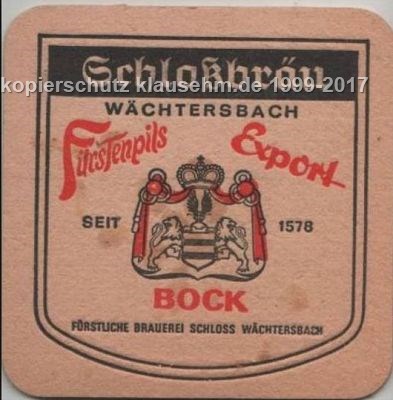 Schloßbräu
kopierschutz klausehm.de 1999-2017
WÄCHTERSBACH
Fürstenpils Export
SEIT 1578
BOCK
FÜRSTLICHE BRAUEREI SCHLOSS WÄCHTERSBACH